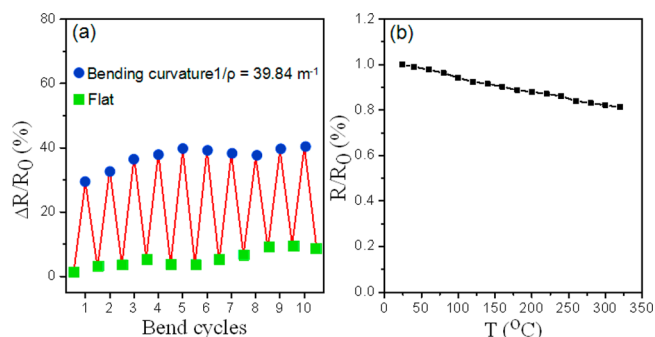 (a)
80
60
40
20
0
ΔR/R0 (%)
Bending curvature1/ρ = 39.84 m-1
Flat
1 2 3 4 5 6 7 8 9 10
Bend cycles
(b)
1.2
1.0
0.8
0.6
0.4
0.2
0.0
R/R0 (%)
0 50 100 150 200 250 300 350
T (oC)